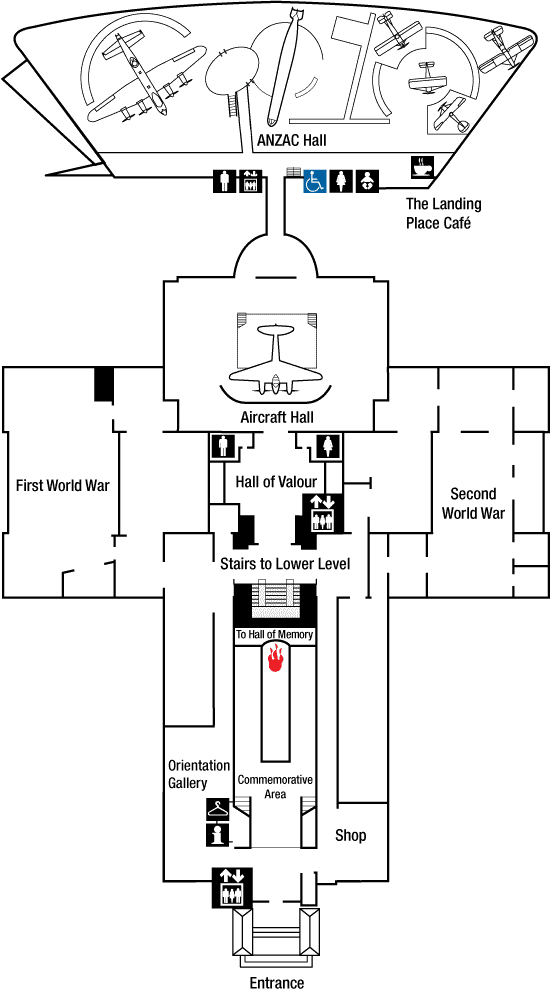 ANZAC Hall
The Landing
Place Café
Aircraft Hall
First World War
Hall of Valour
Second
World War
Stairs to Lower Level
To Hall of Memory
Orientation
Gallery
Commemorative
Area
Shop
Entrance